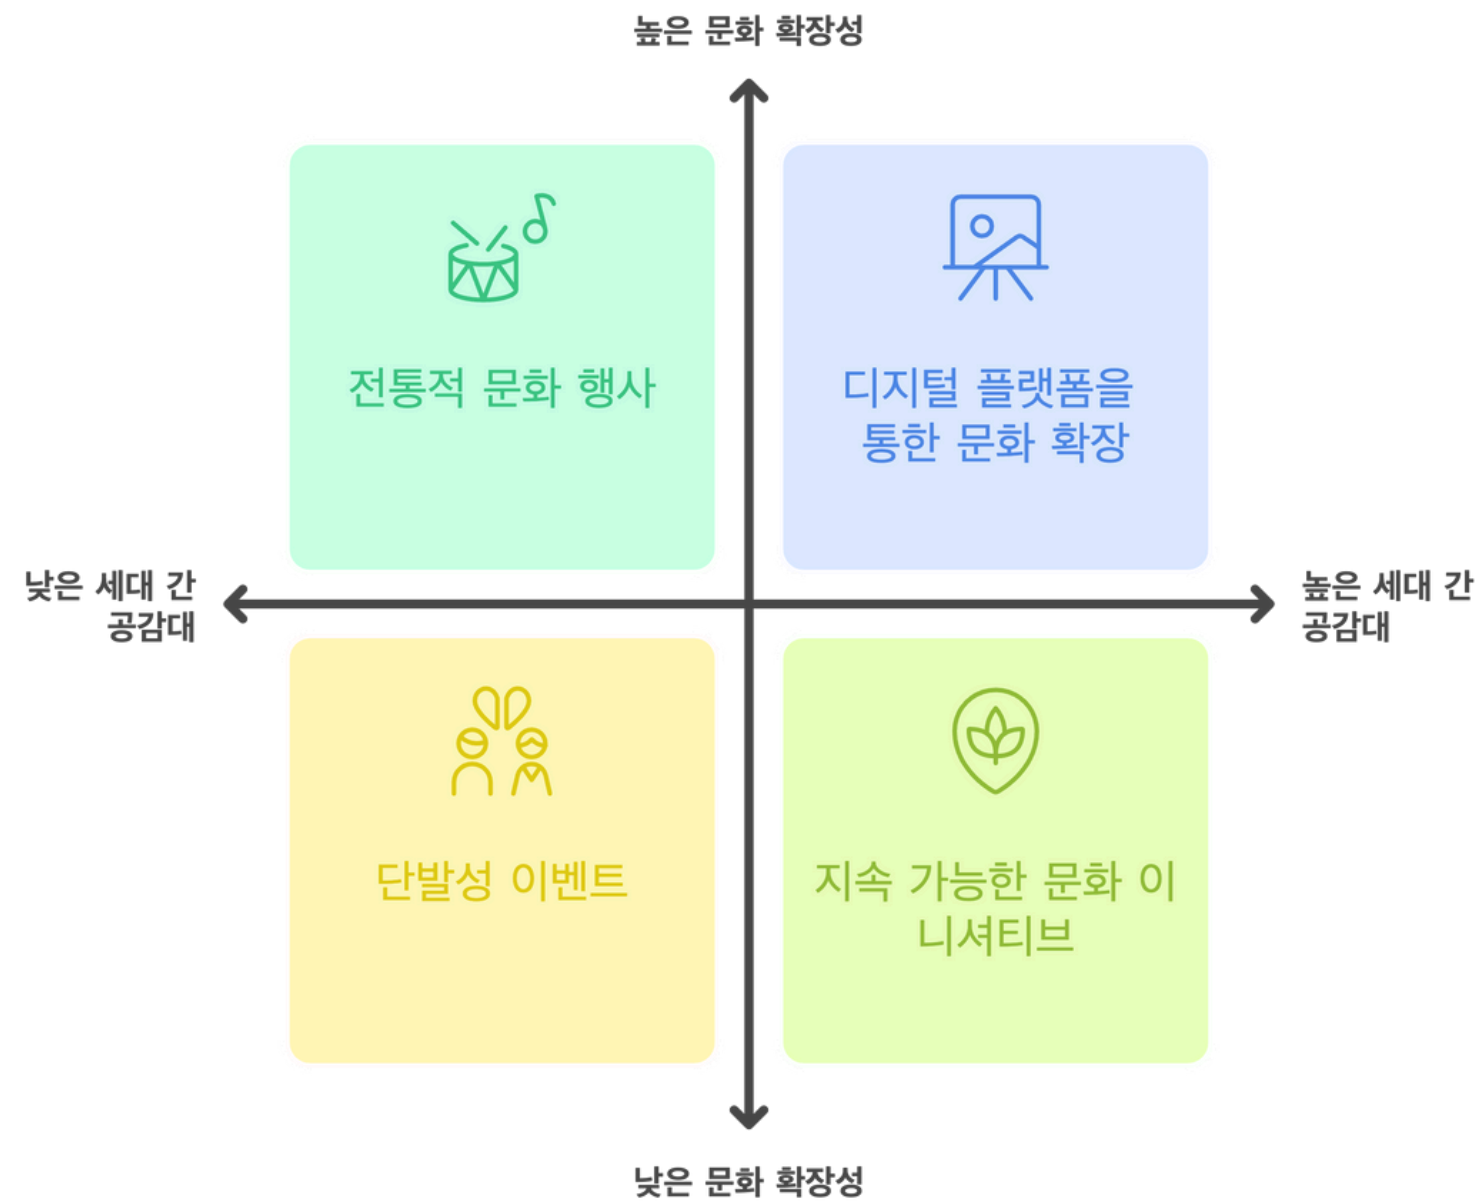 높은 문화 확장성
전통적 문화 행사
디지털 플랫폼을
통한 문화 확장
낮은 세대 간
공감대
높은 세대 간
공감대
단발성 이벤트
지속 가능한 문화 이
니셔티브
낮은 문화 확장성